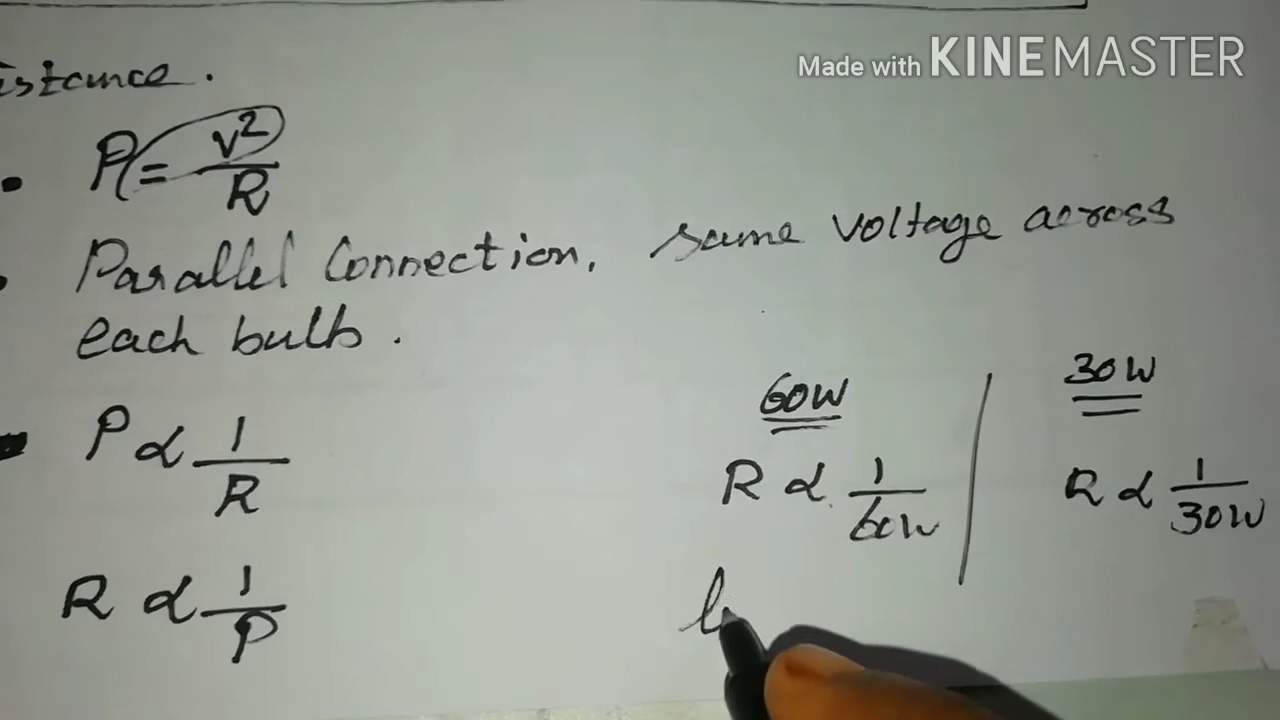 Made with KINEMASTER
istance.
• P = V²/R
• Parallel Connection, same voltage across
each bulb.
- P ∝ 1/R
R ∝ 1/P
60W
R ∝ 1/60W
30W
R ∝ 1/30W